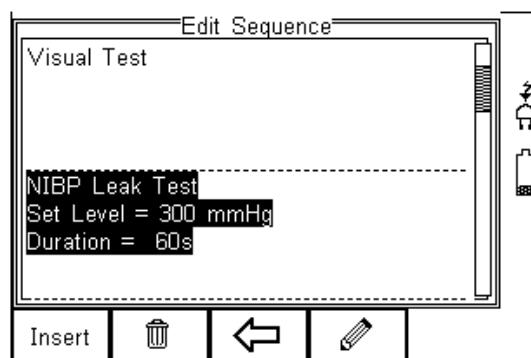 Edit Sequence
Visual Test
NIBP Leak Test
Set Level = 300 mmHg
Duration =  60s
Insert